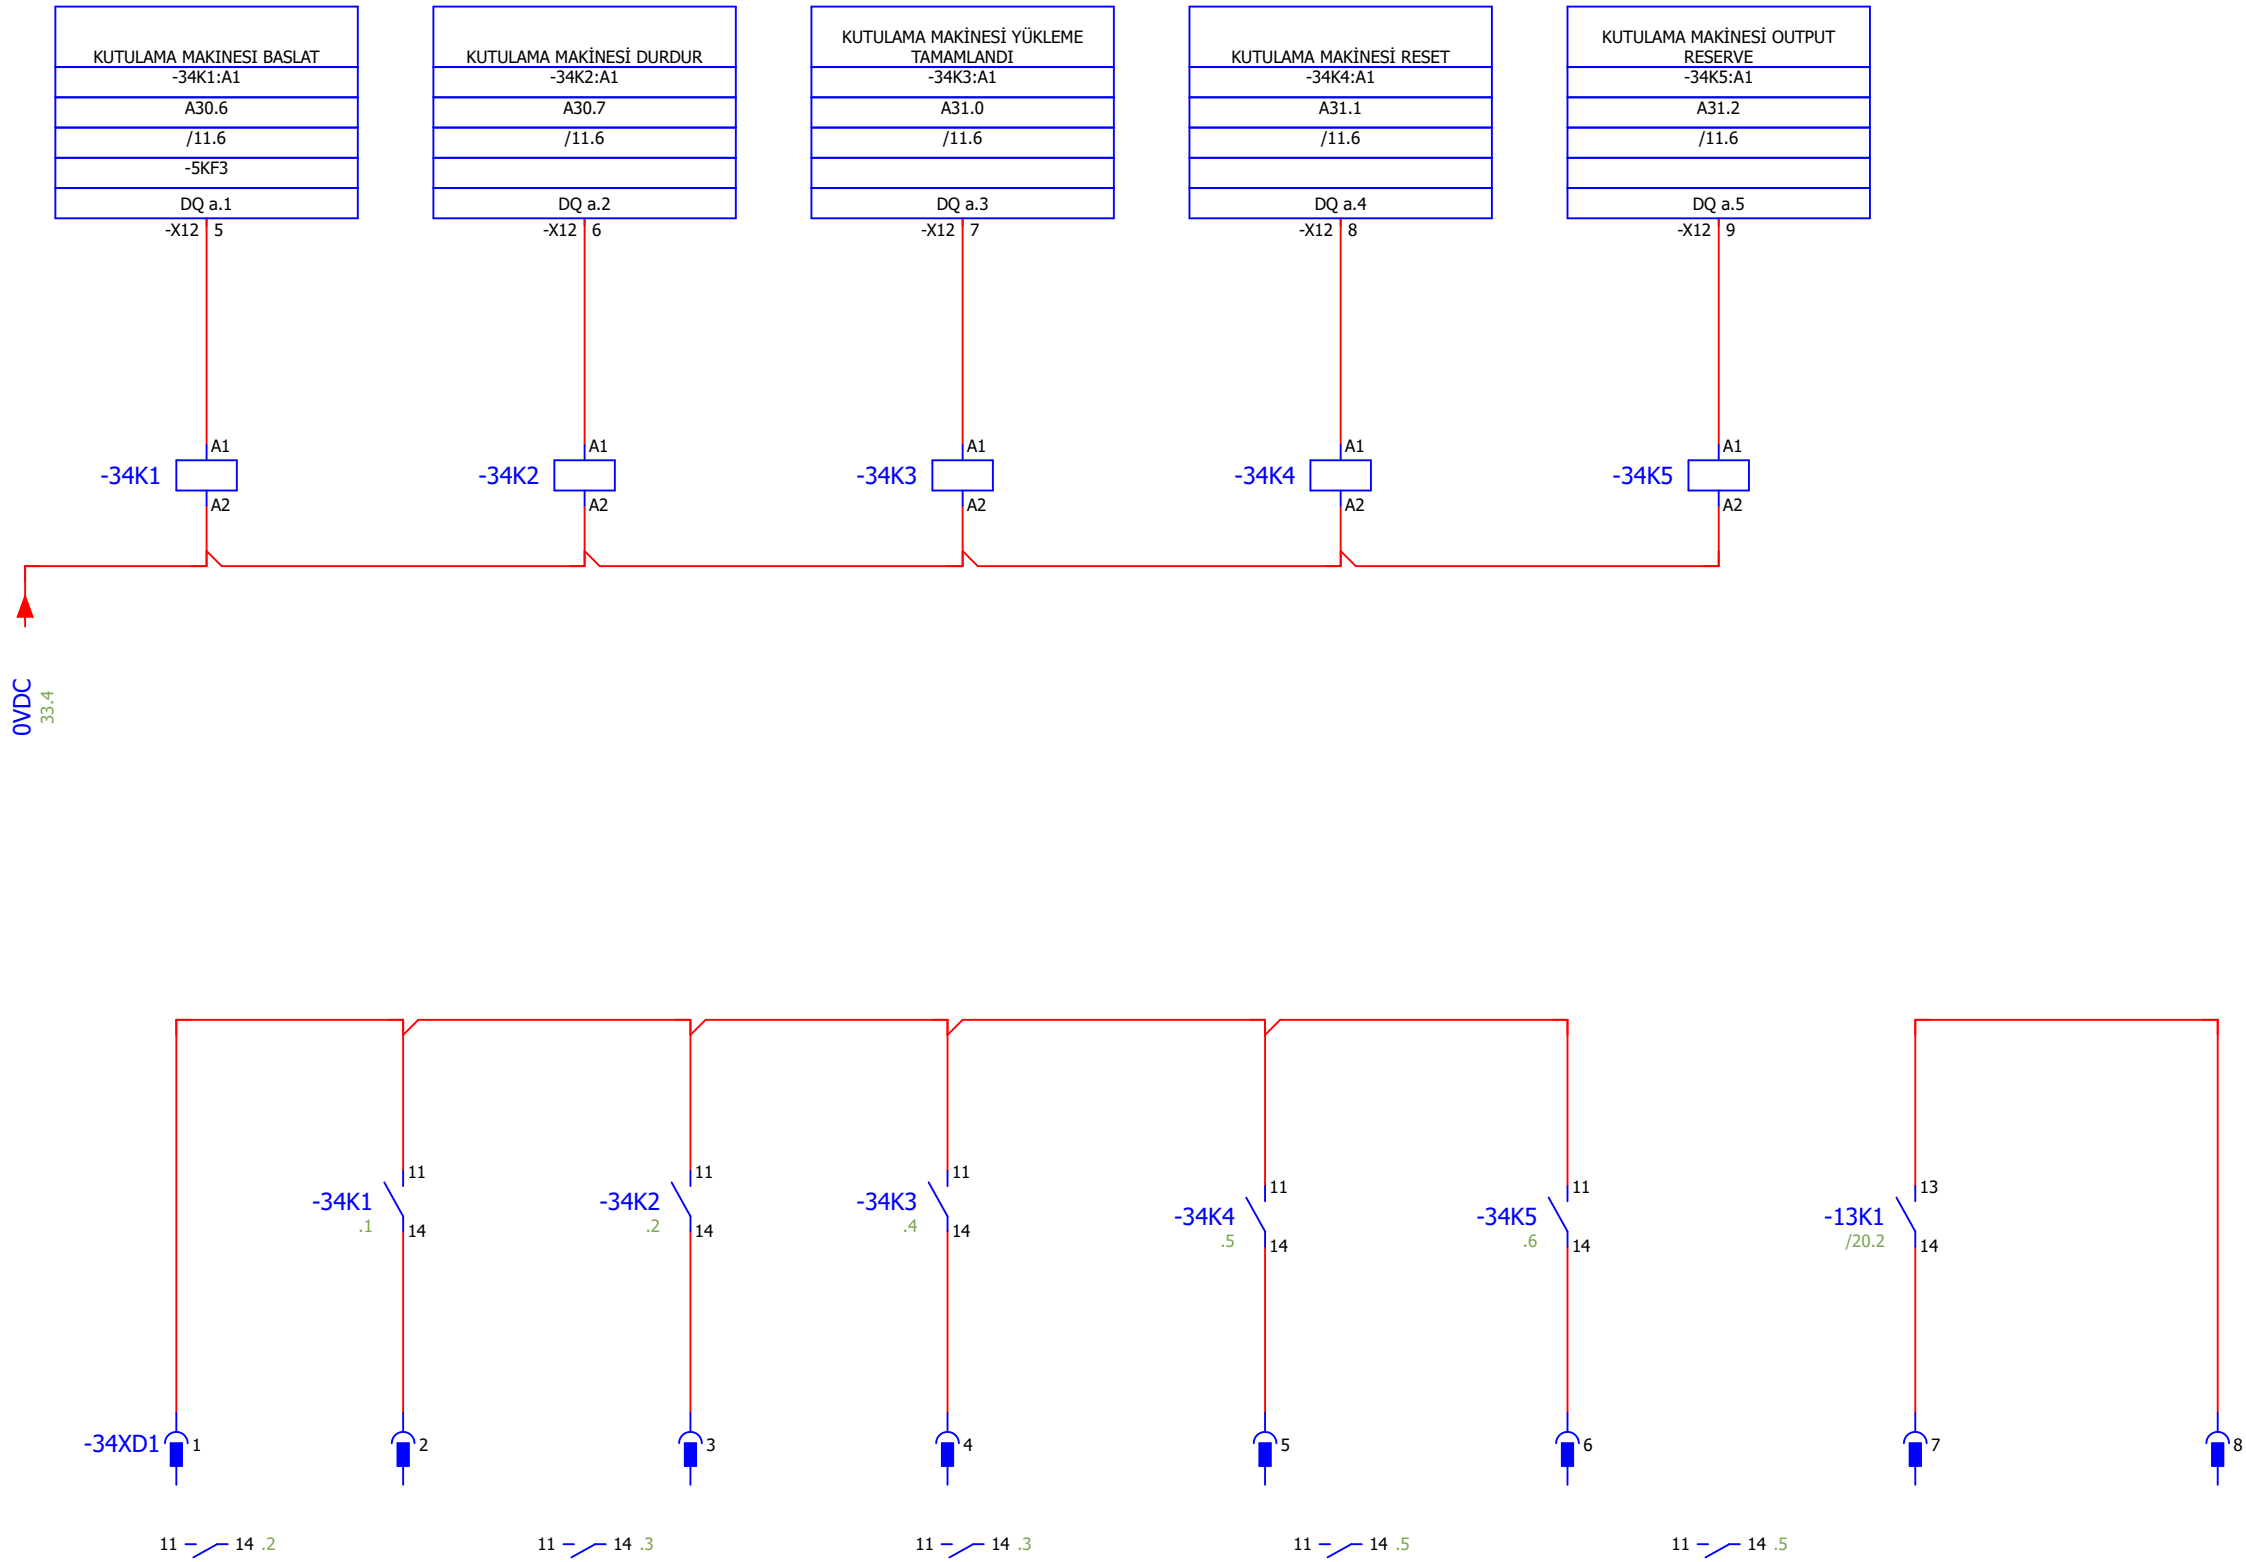 KUTULAMA MAKINESI BASLAT
-34K1:A1
A30.6
/11.6
-5KF3
DQ a.1
-X12 5
KUTULAMA MAKİNESİ DURDUR
-34K2:A1
A30.7
/11.6
DQ a.2
-X12 6
KUTULAMA MAKİNESİ YÜKLEME
TAMAMLANDI
-34K3:A1
A31.0
/11.6
DQ a.3
-X12 7
KUTULAMA MAKİNESİ RESET
-34K4:A1
A31.1
/11.6
DQ a.4
-X12 8
KUTULAMA MAKİNESİ OUTPUT
RESERVE
-34K5:A1
A31.2
/11.6
DQ a.5
-X12 9
A1
-34K1
A2
A1
-34K2
A2
A1
-34K3
A2
A1
-34K4
A2
A1
-34K5
A2
0VDC
33.4
11
-34K1
.1
14
11
-34K2
.2
14
11
-34K3
.4
14
11
-34K4
.5
14
11
-34K5
.6
14
13
-13K1
/20.2
14
-34XD1 1
2
3
4
5
6
7
8
11 14 .2
11 14 .3
11 14 .3
11 14 .5
11 14 .5